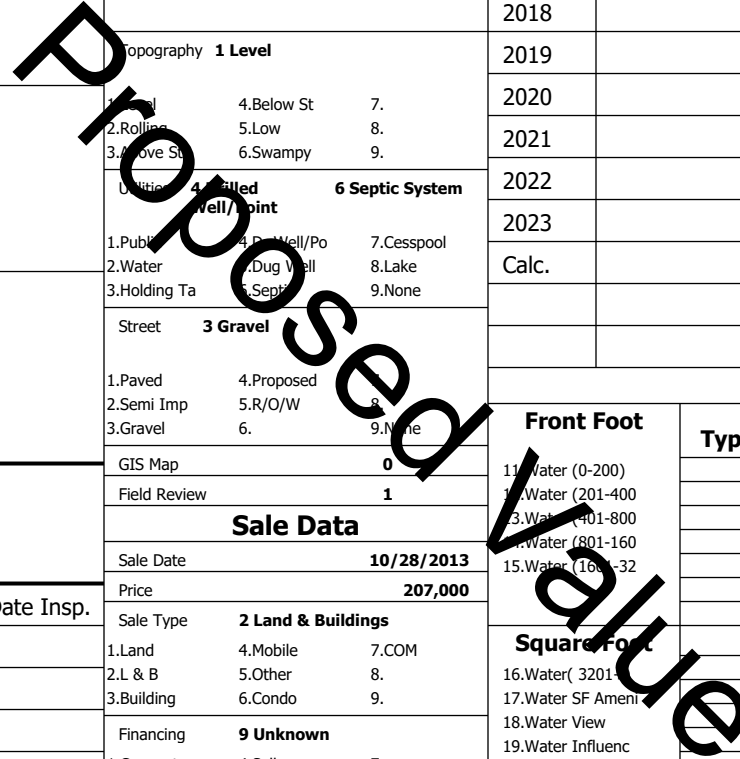 Topography 1 Level
4.Below St 7.
2.Rolling 5.Low 8.
3.Above St 6.Swampy 9.
Utilities 4 Drilled 6 Septic System
Well/Point
4.Dr Well/Po 7.Cesspool
2.Water Dug Well 8.Lake
3.Holding Ta 6.Septic 9.None
Street 3 Gravel
1.Paved 4.Proposed
2.Semi Imp 5.R/O/W 8.
3.Gravel 6. 9.None
GIS Map 0
Field Review 1
Sale Data
Sale Date 10/28/2013
Price 207,000
Sale Type 2 Land & Buildings
1.Land 4.Mobile 7.COM
2.L & B 5.Other 8.
3.Building 6.Condo 9.
Financing 9 Unknown
Date Insp.
2018
2019
2020
2021
2022
2023
Calc.
Front Foot
11.Water (0-200)
12.Water (201-400
13.Water (401-800
14.Water (801-160
15.Water (1601-32
Square Foot
16.Water( 3201-
17.Water SF Ameni
18.Water View
19.Water Influenc
Typ
Proposed Value